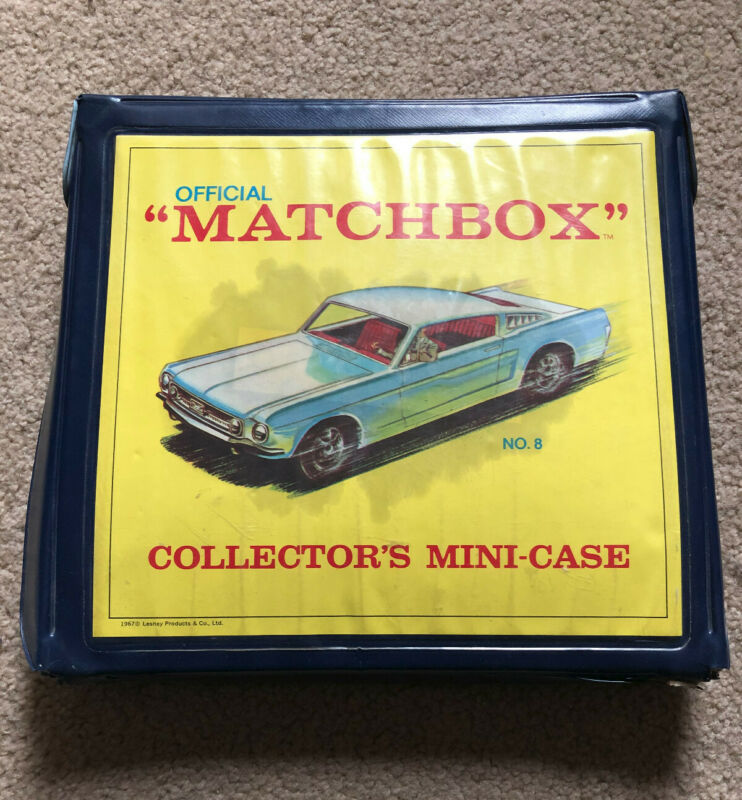 OFFICIAL
“MATCHBOX”™
NO. 8
COLLECTOR'S MINI-CASE
1967© Lesney Products & Co., Ltd.